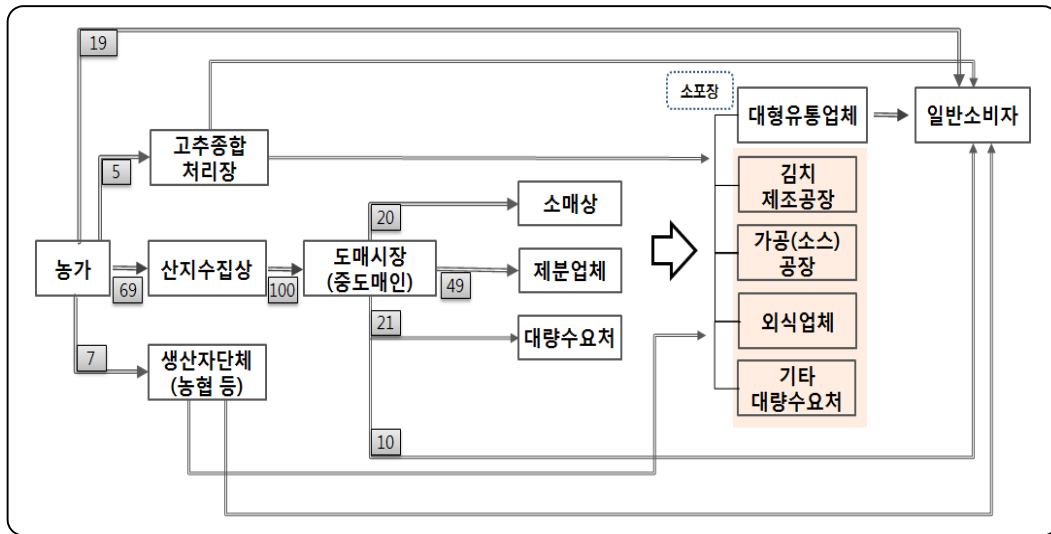 19
소포장
대형유통업체
일반소비자
고추종합
처리장
5
김치
제조공장
20
소매상
농가
69
산지수집상
100
도매시장
(중도매인)
49
제분업체
가공(소스)
공장
21
대량수요처
외식업체
7
생산자단체
(농협 등)
기타
대량수요처
10